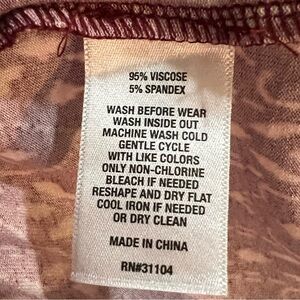 95% VISCOSE
5% SPANDEX
WASH BEFORE WEAR
WASH INSIDE OUT
MACHINE WASH COLD
GENTLE CYCLE
WITH LIKE COLORS
ONLY NON-CHLORINE
BLEACH IF NEEDED
RESHAPE AND DRY FLAT
COOL IRON IF NEEDED
OR DRY CLEAN
MADE IN CHINA
RN#31104